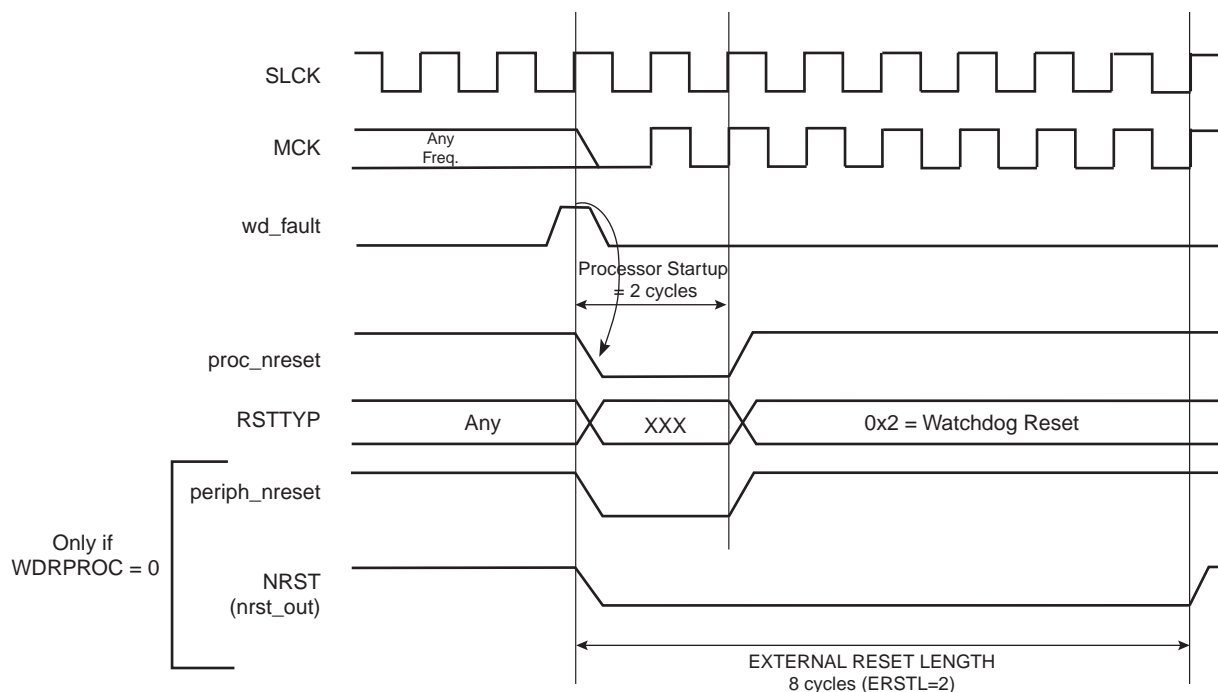 SLCK
MCK
Any
Freq.
wd_fault
Processor Startup
= 2 cycles
proc_nreset
RSTTYP
Any
XXX
0x2 = Watchdog Reset
periph_nreset
Only if
WDRPROC = 0
NRST
(nrst_out)
EXTERNAL RESET LENGTH
8 cycles (ERSTL=2)